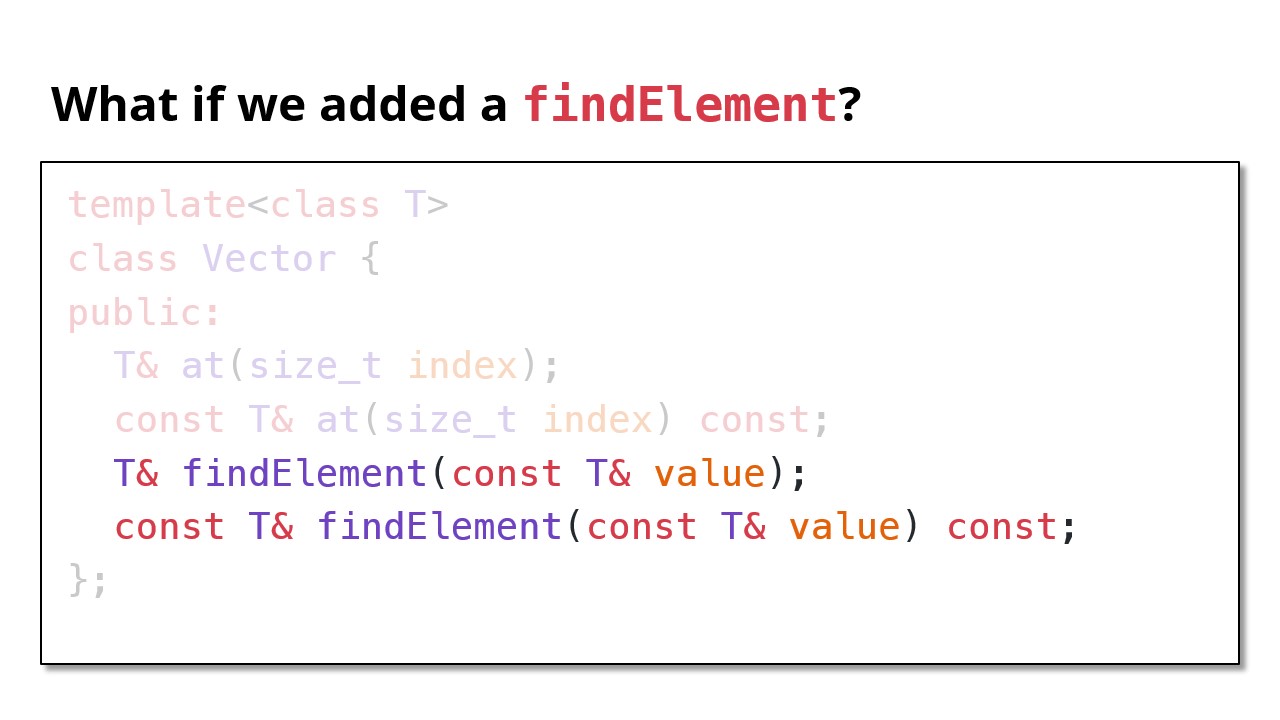 What if we added a findElement?
template<class T>
class Vector {
public:
  T& at(size_t index);
  const T& at(size_t index) const;
  T& findElement(const T& value);
  const T& findElement(const T& value) const;
};